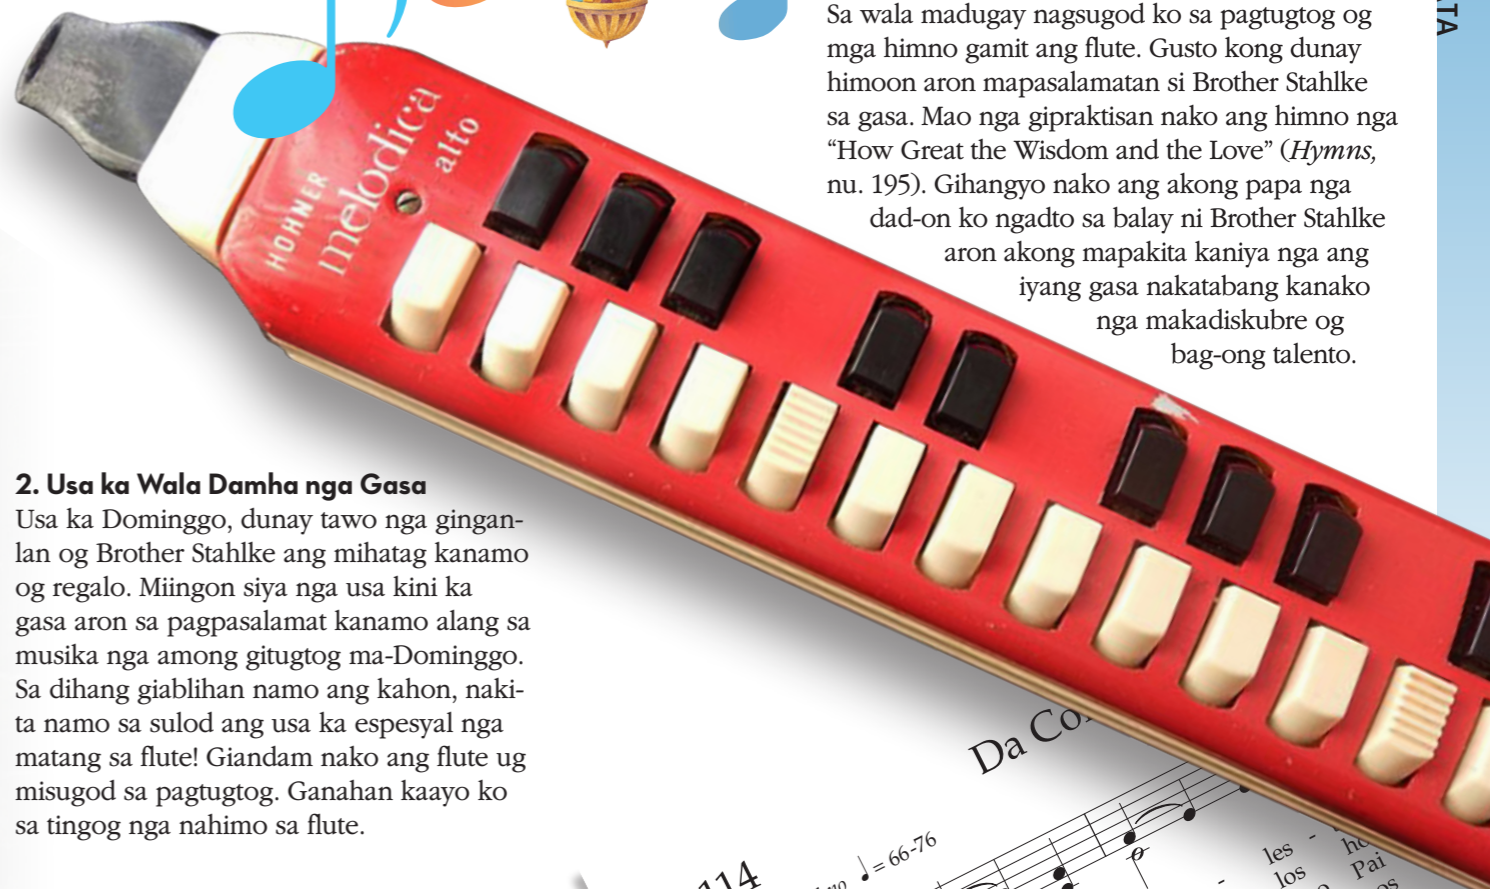 Sa wala madugay nagsugod ko sa pagtugtog og
mga himno gamit ang flute. Gusto kong dunay
himoon aron mapasalamatan si Brother Stahlke
sa gasa. Mao nga gipraktisan nako ang himno nga
“How Great the Wisdom and the Love” (Hymns,
nu. 195). Gihangyo nako ang akong papa nga
dad-on ko ngadto sa balay ni Brother Stahlke
aron akong mapakita kaniya nga ang
iyang gasa nakatabang kanako
nga makadiskubre og
bag-ong talento.
HOHNER
melodica
alto
2. Usa ka Wala Damha nga Gasa
Usa ka Dominggo, dunay tawo nga gingan-
lan og Brother Stahlke ang mihatag kanamo
og regalo. Miingon siya nga usa kini ka
gasa aron sa pagpasalamat kanamo alang sa
musika nga among gitugtog ma-Dominggo.
Sa dihang giablihan namo ang kahon, naki-
ta namo sa sulod ang usa ka espesyal nga
matang sa flute! Giandam nako ang flute ug
misugod sa pagtugtog. Ganahan kaayo ko
sa tingog nga nahimo sa flute.
Da
114
♩ = 66-76
les -
los
Pai